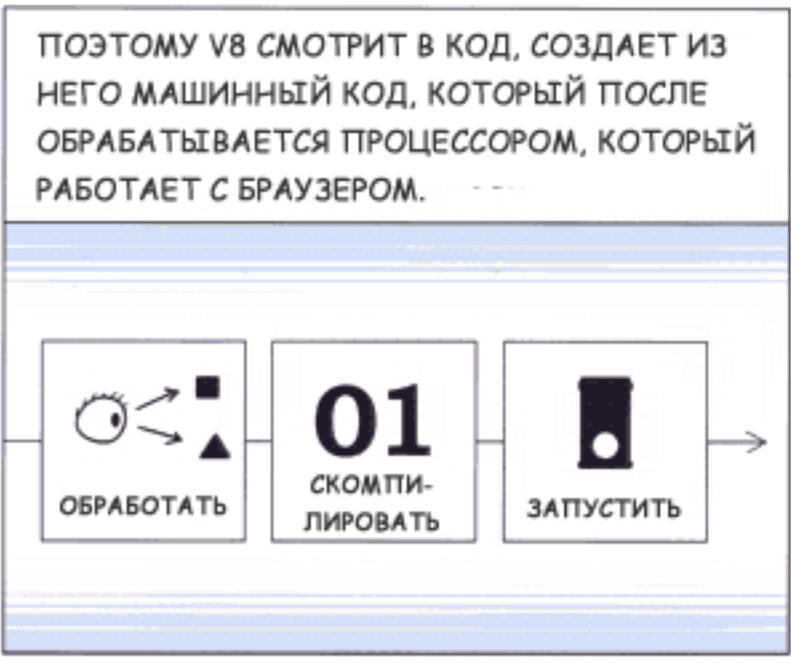 ПОЭТОМУ V8 СМОТРИТ В КОД, СОЗДАЕТ ИЗ
НЕГО МАШИННЫЙ КОД, КОТОРЫЙ ПОСЛЕ
ОБРАБАТЫВАЕТСЯ ПРОЦЕССОРОМ, КОТОРЫЙ
РАБОТАЕТ С БРАУЗЕРОМ.
ОБРАБОТАТЬ
01
СКОМПИ-
ЛИРОВАТЬ
ЗАПУСТИТЬ